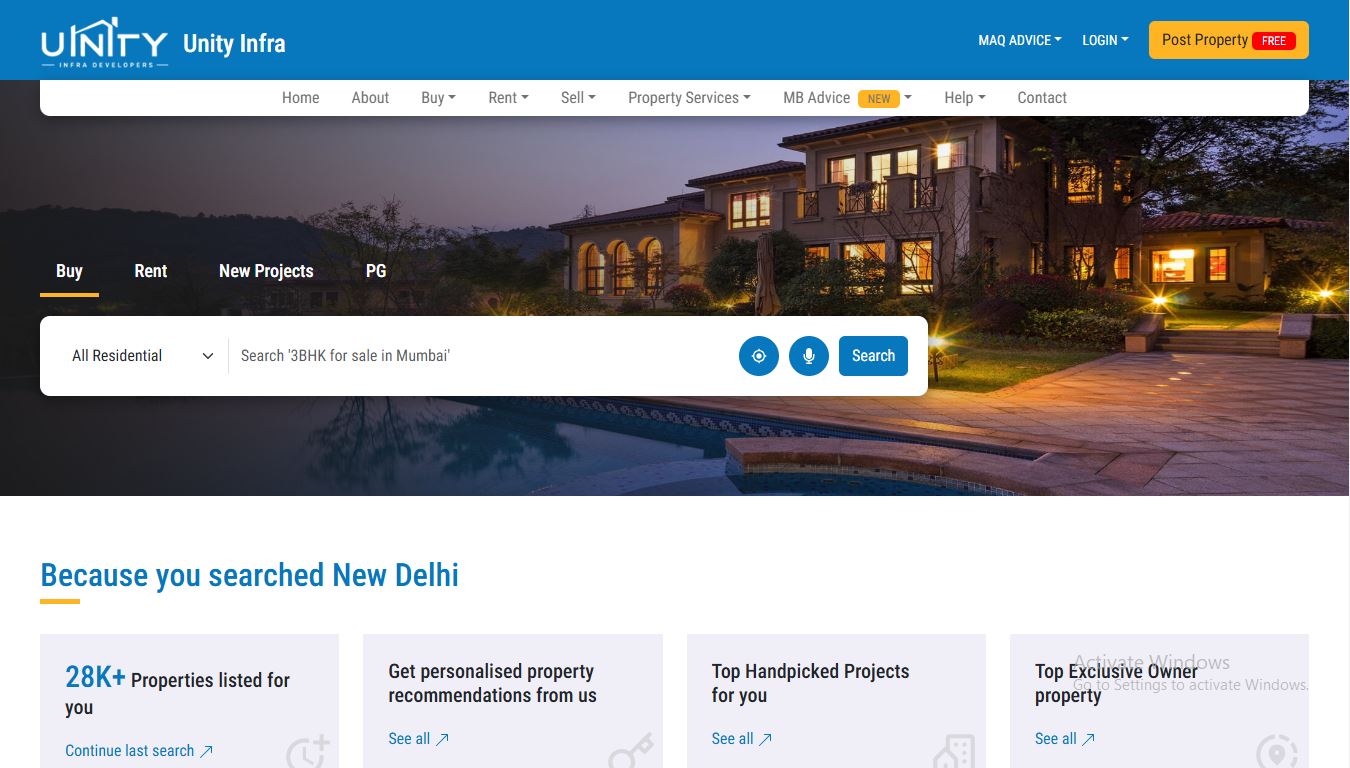 UNITY
INFRA DEVELOPERS
Unity Infra
MAQ ADVICE
LOGIN
Post Property FREE
Home About Buy Rent Sell Property Services MB Advice NEW Help Contact
Buy Rent New Projects PG
All Residential
Search '3BHK for sale in Mumbai'
Search
Because you searched New Delhi
28K+ Properties listed for
you
Continue last search
Get personalised property
recommendations from us
See all
Top Handpicked Projects
for you
See all
Top Exclusive Owner
property
See all
Activate Windows
Go to Settings to activate Windows.